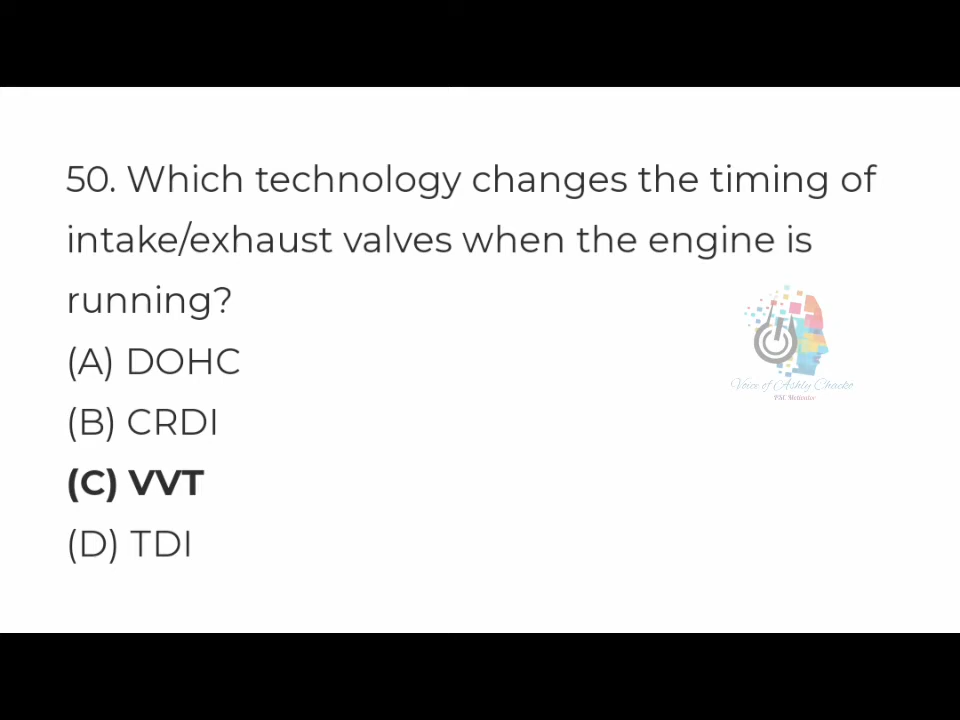 50. Which technology changes the timing of
intake/exhaust valves when the engine is
running?
(A) DOHC
(B) CRDI
(C) VVT
(D) TDI
Voice of Ashly Chacko
P.M. Motivator